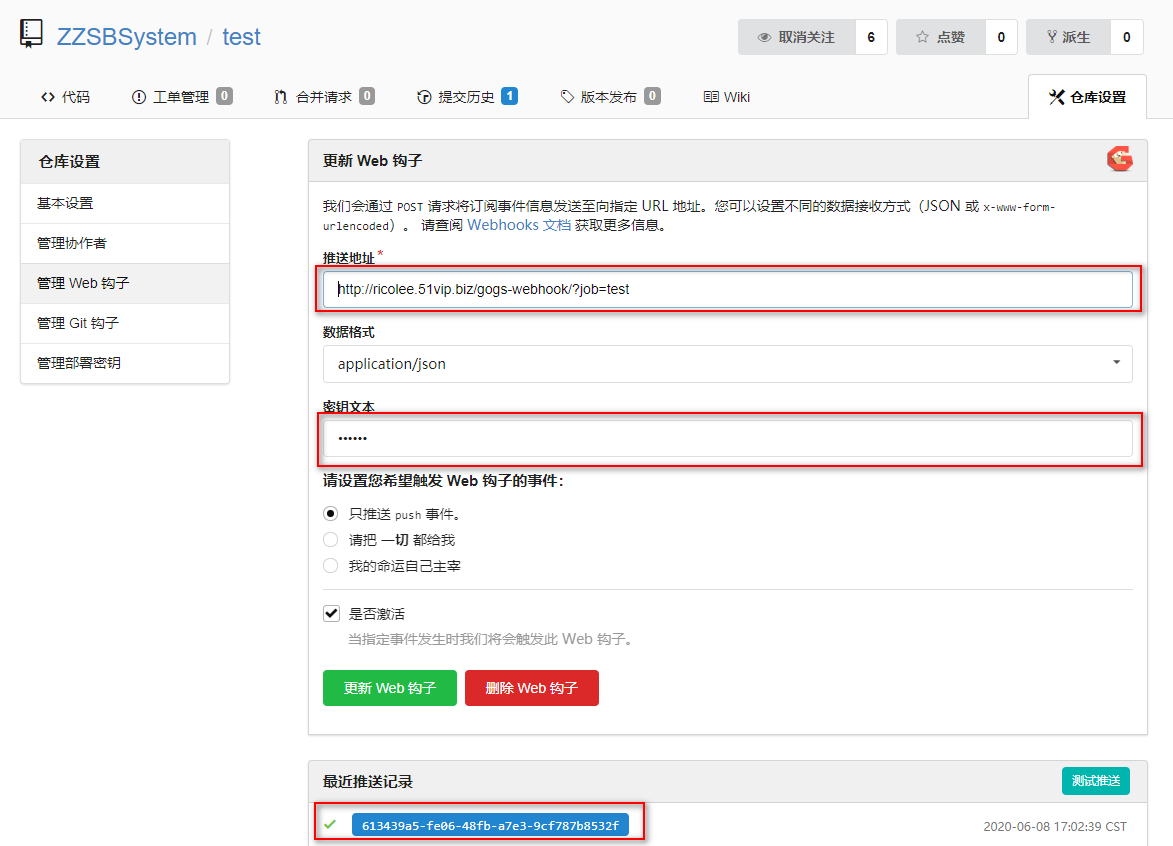 ZZSBSystem / test
取消关注 6 点赞 0 派生 0
代码 工单管理 0 合并请求 0 提交历史 1 版本发布 0 Wiki 仓库设置
仓库设置
基本设置
管理协作者
管理 Web 钩子
管理 Git 钩子
管理部署密钥
更新 Web 钩子
我们会通过 POST 请求将订阅事件信息发送至向指定 URL 地址。您可以设置不同的数据接收方式（JSON 或 x-www-form-
urlencoded）。 请查阅 Webhooks 文档 获取更多信息。
推送地址*
http://ricolee.51vip.biz/gogs-webhook/?job=test
数据格式
application/json
密钥文本
••••••
请设置您希望触发 Web 钩子的事件：
只推送 push 事件。
请把 一切 都给我
我的命运自己主宰
是否激活
当指定事件发生时我们将会触发此 Web 钩子。
更新 Web 钩子 删除 Web 钩子
最近推送记录 测试推送
613439a5-fe06-48fb-a7e3-9cf787b8532f 2020-06-08 17:02:39 CST